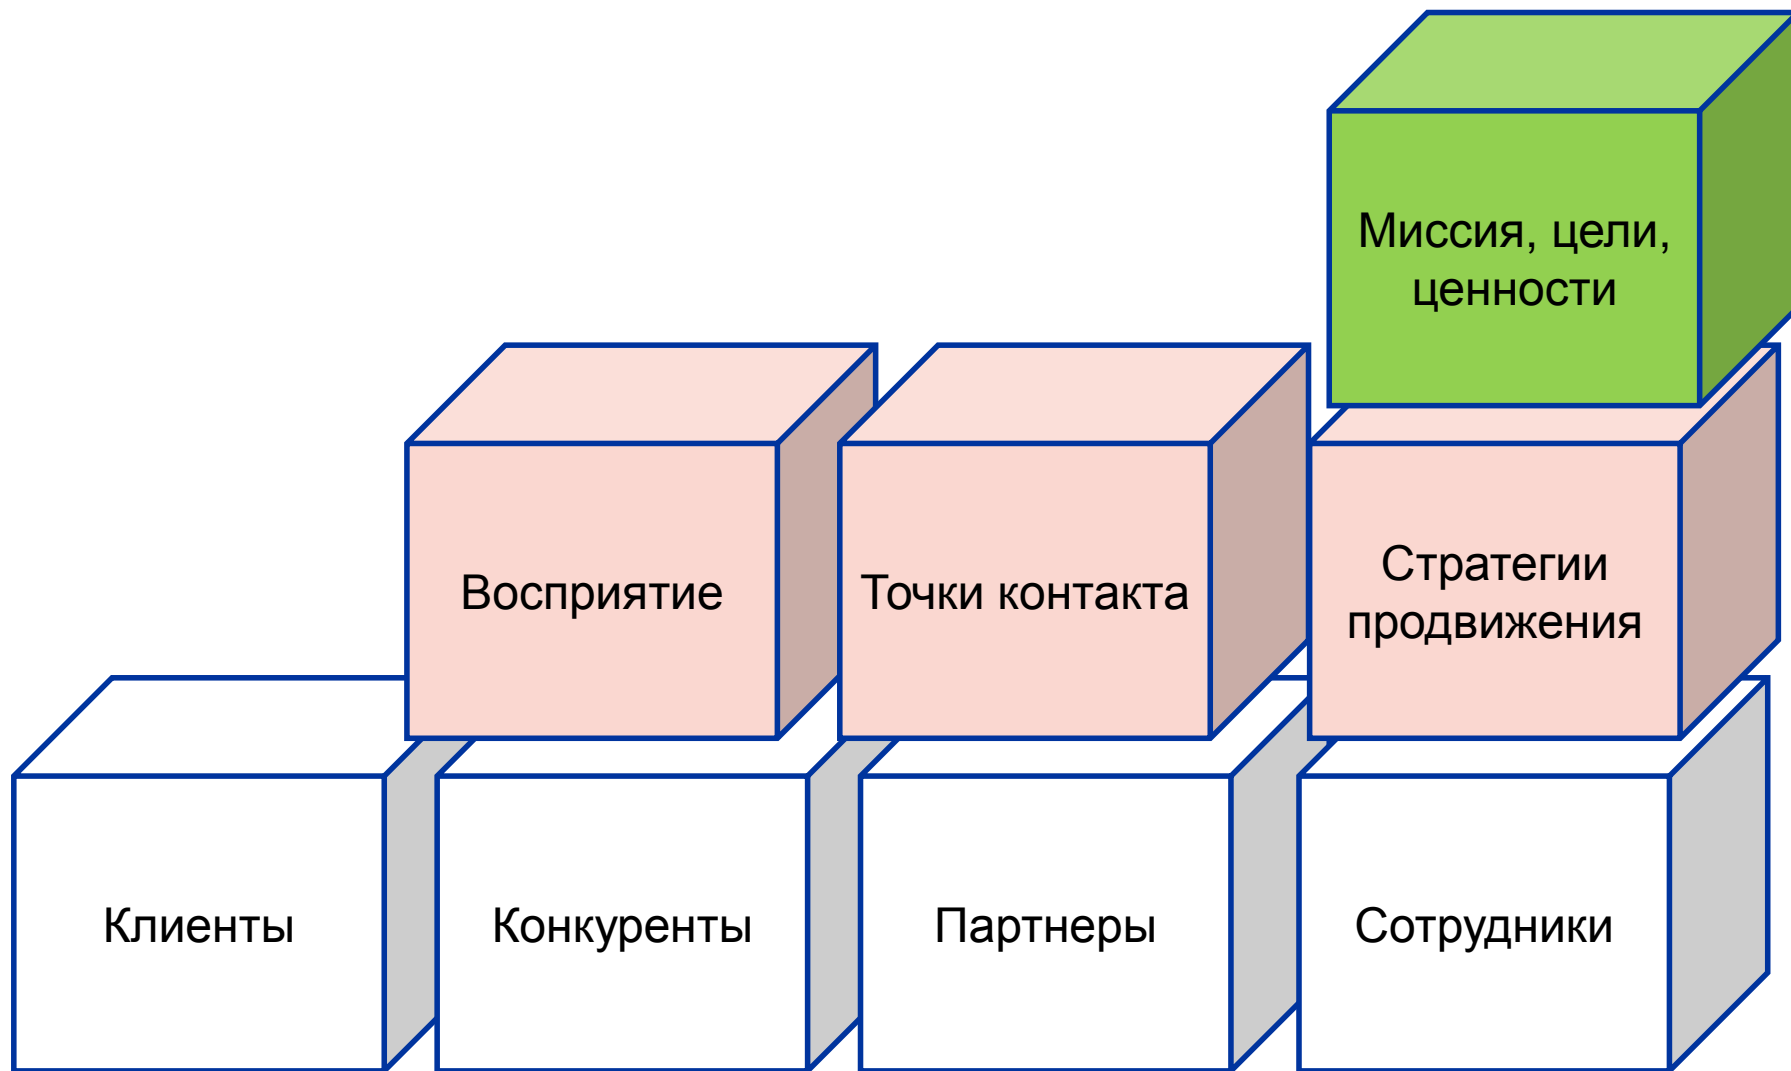 Миссия, цели,
ценности
Восприятие
Точки контакта
Стратегии
продвижения
Клиенты
Конкуренты
Партнеры
Сотрудники